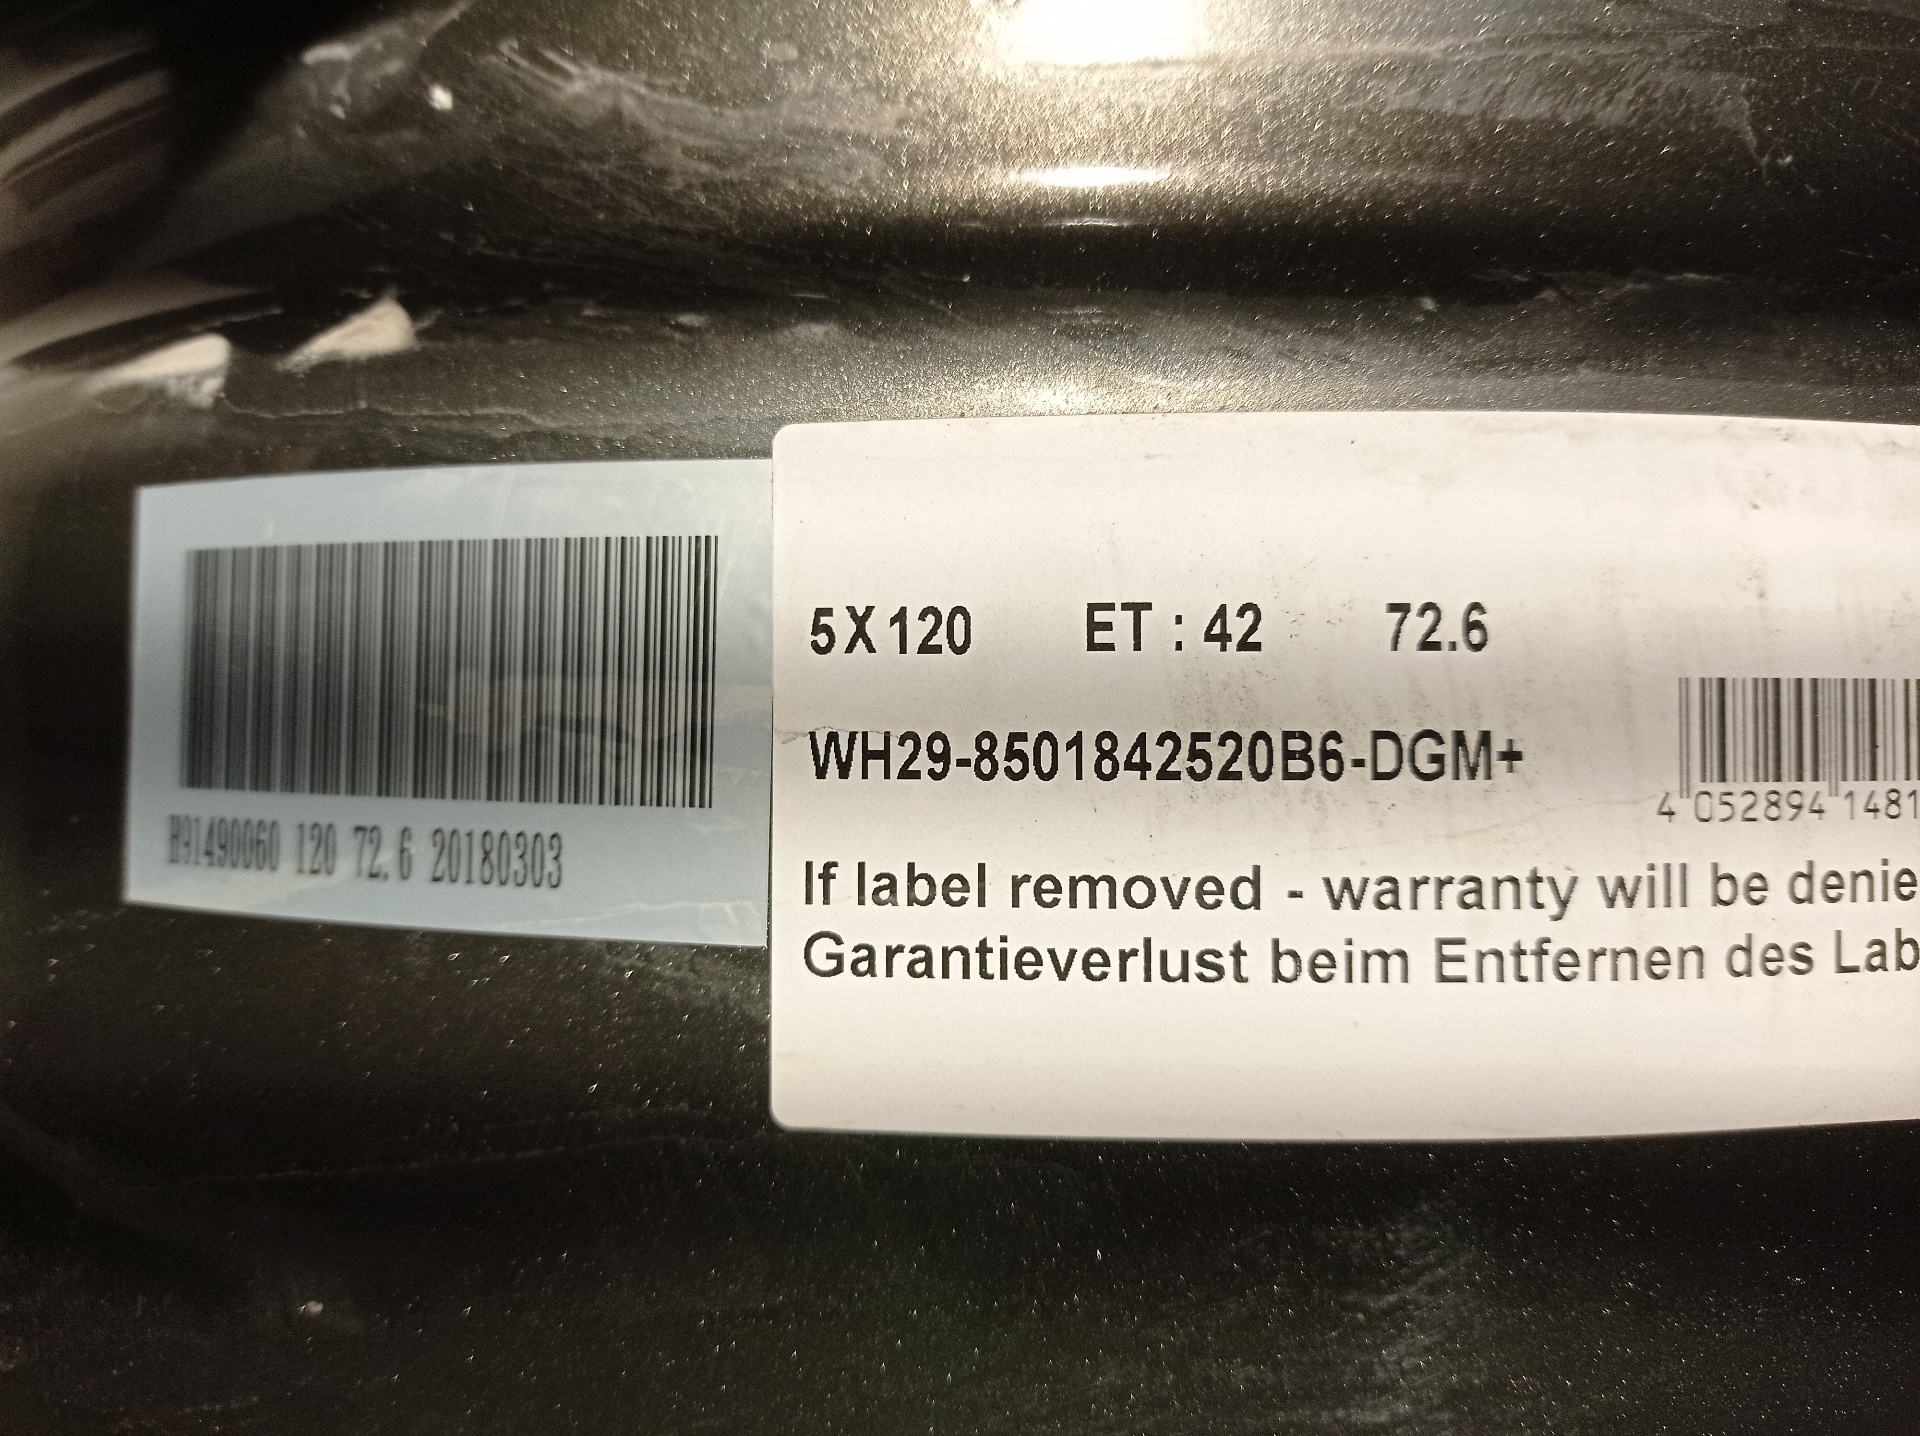 5X120 ET : 42 72.6
WH29-8501842520B6-DGM+
4 052894 1481
If label removed - warranty will be denie
Garantieverlust beim Entfernen des Lab
H91490060 120 72.6 20180303